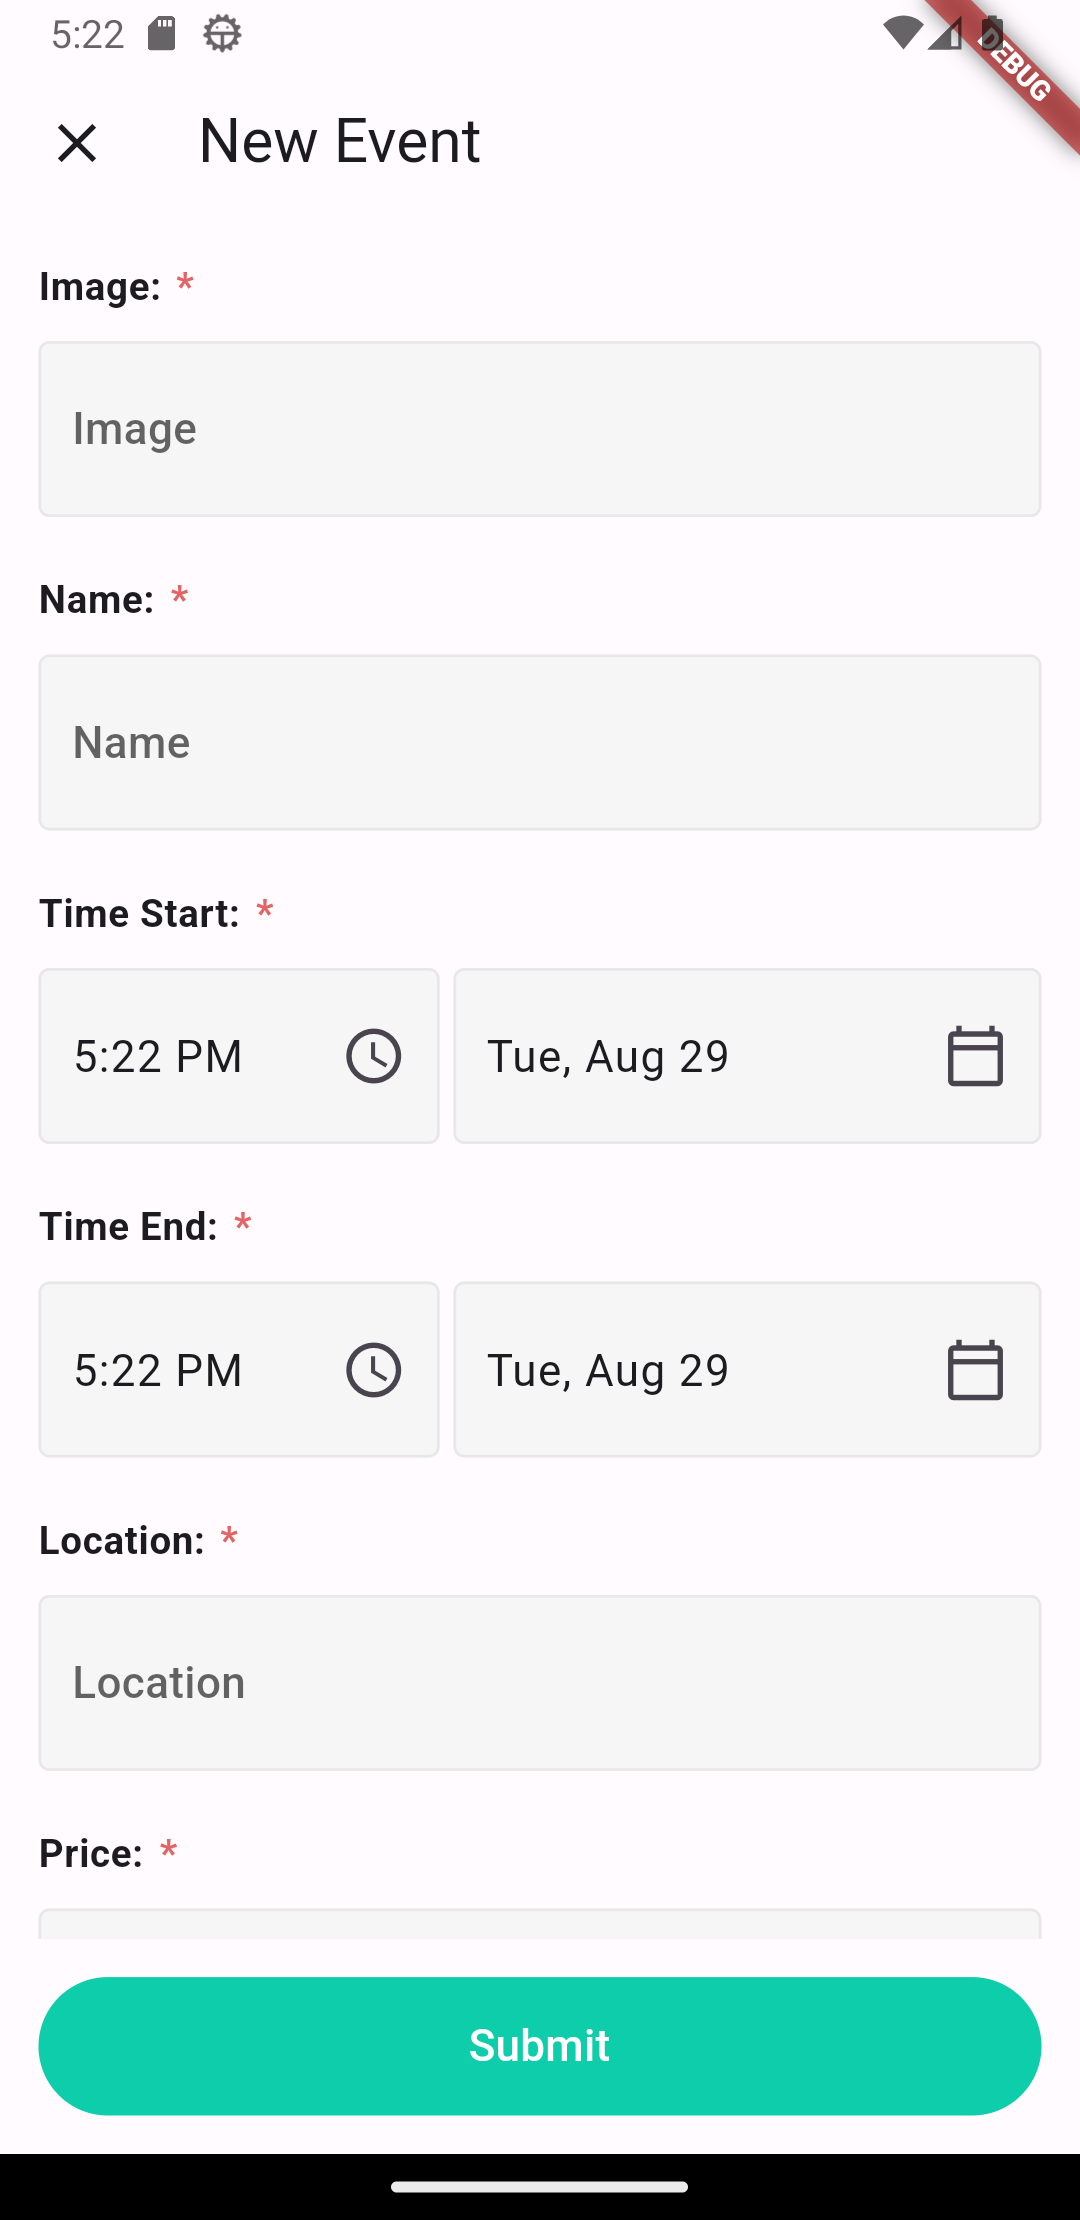 5:22
DEBUG
New Event
Image: *
Image
Name: *
Name
Time Start: *
5:22 PM Tue, Aug 29
Time End: *
5:22 PM Tue, Aug 29
Location: *
Location
Price: *
Submit